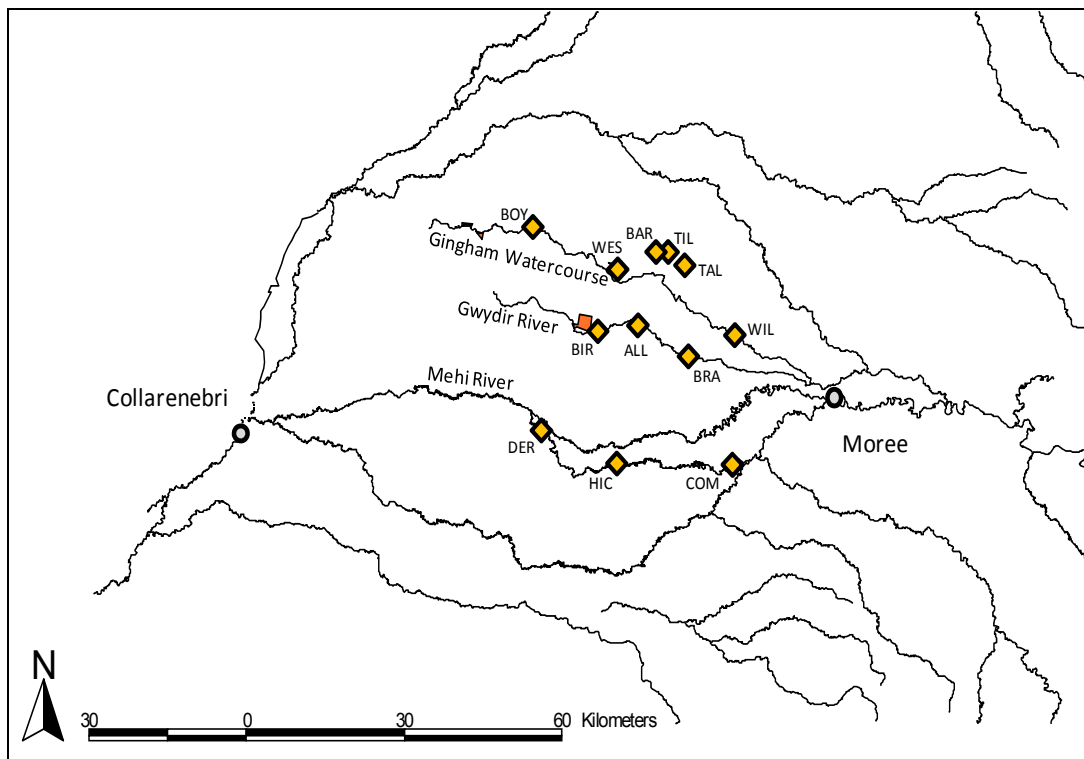 BOY
BAR
TIL
WES
TAL
Gingham Watercourse
Gwydir River
BIR
ALL
WIL
BRA
Mehi River
Collarenebri
DER
Moree
HIC
COM
N
30 0 30 60 Kilometers